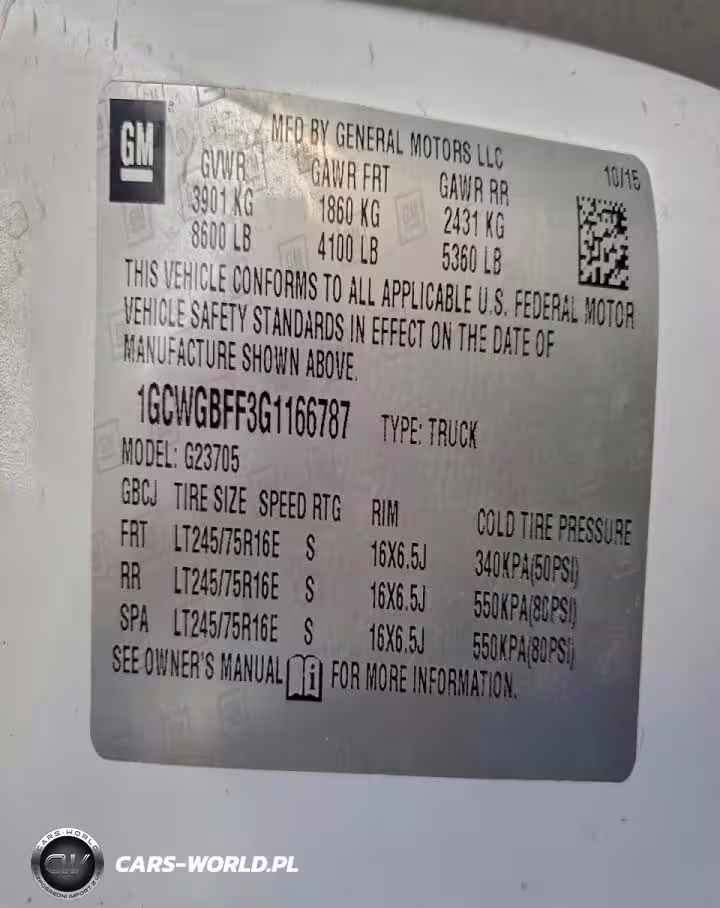 GM
MFD BY GENERAL MOTORS LLC
10/15
GVWR GAWR FRT GAWR RR
3901 KG 1860 KG 2431 KG
8600 LB 4100 LB 5360 LB
THIS VEHICLE CONFORMS TO ALL APPLICABLE U.S. FEDERAL MOTOR
VEHICLE SAFETY STANDARDS IN EFFECT ON THE DATE OF
MANUFACTURE SHOWN ABOVE.
1GCWGBFF3G1166787 TYPE: TRUCK
MODEL: G23705
GBCJ TIRE SIZE SPEED RTG RIM COLD TIRE PRESSURE
FRT LT245/75R16E S 16X6.5J 340KPA(50PSI)
RR LT245/75R16E S 16X6.5J 550KPA(80PSI)
SPA LT245/75R16E S 16X6.5J 550KPA(80PSI)
SEE OWNER'S MANUAL i FOR MORE INFORMATION.
CARS-WORLD
CW
CARS-WORLD.PL